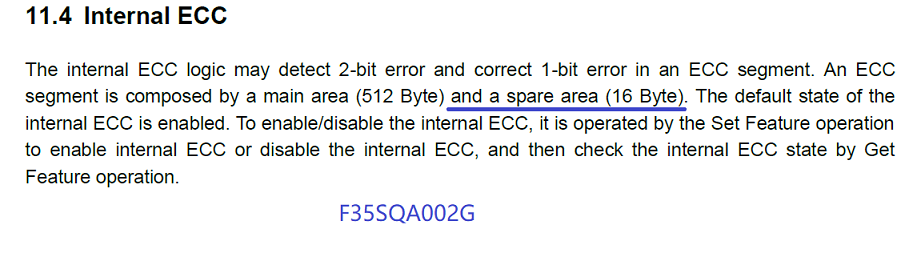 11.4 Internal ECC
The internal ECC logic may detect 2-bit error and correct 1-bit error in an ECC segment. An ECC
segment is composed by a main area (512 Byte) and a spare area (16 Byte). The default state of the
internal ECC is enabled. To enable/disable the internal ECC, it is operated by the Set Feature operation
to enable internal ECC or disable the internal ECC, and then check the internal ECC state by Get
Feature operation.
F35SQA002G